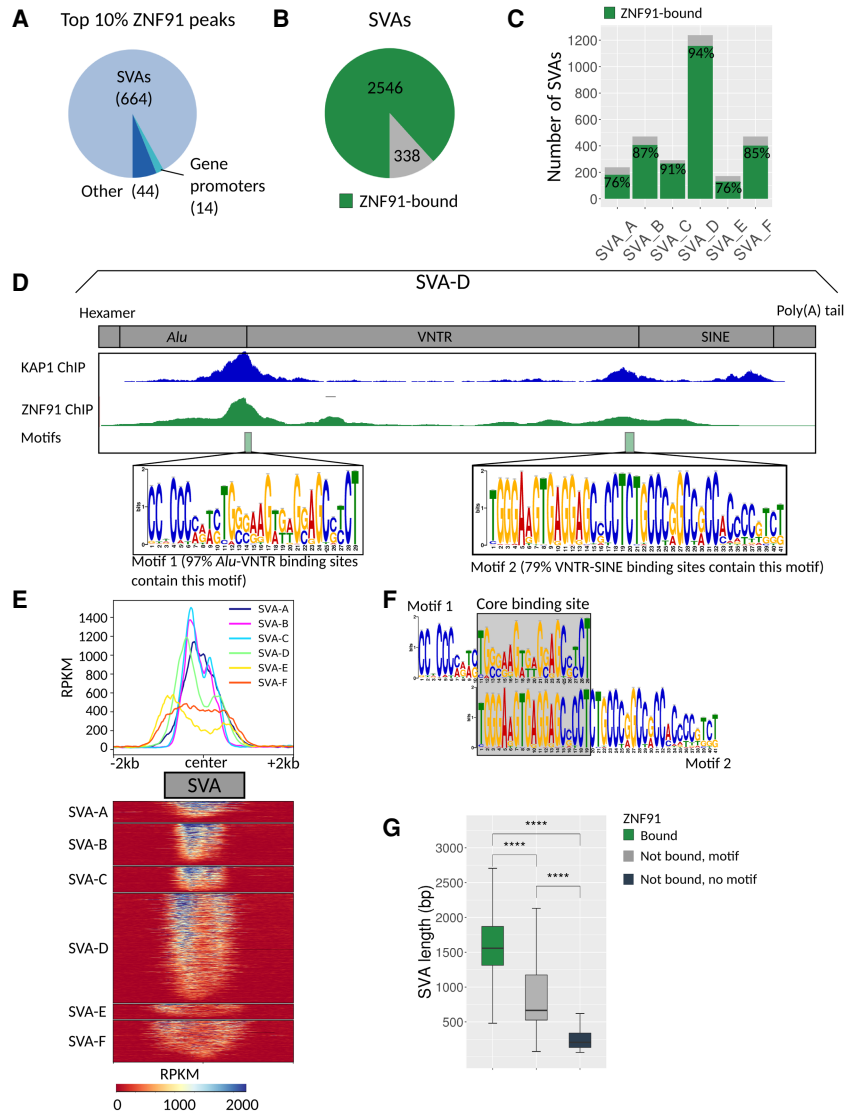 A
Top 10% ZNF91 peaks
SVAs
(664)
Other (44)
Gene
promoters
(14)
B
SVAs
2546
338
ZNF91-bound
C
ZNF91-bound
Number of SVAs
1200
1000
800
600
400
200
0
76%
87%
91%
94%
76%
85%
SVA_A
SVA_B
SVA_C
SVA_D
SVA_E
SVA_F
D
SVA-D
Hexamer
Poly(A) tail
Alu
VNTR
SINE
KAP1 ChIP
ZNF91 ChIP
Motifs
Motif 1 (97% Alu-VNTR binding sites
contain this motif)
Motif 2 (79% VNTR-SINE binding sites contain this motif)
E
RPKM
1400
1200
1000
800
600
400
200
0
SVA-A
SVA-B
SVA-C
SVA-D
SVA-E
SVA-F
-2kb
center
+2kb
SVA
SVA-A
SVA-B
SVA-C
SVA-D
SVA-E
SVA-F
RPKM
0 1000 2000
F
Motif 1
Core binding site
Motif 2
G
SVA length (bp)
3000
2500
2000
1500
1000
500
****
****
****
ZNF91
Bound
Not bound, motif
Not bound, no motif